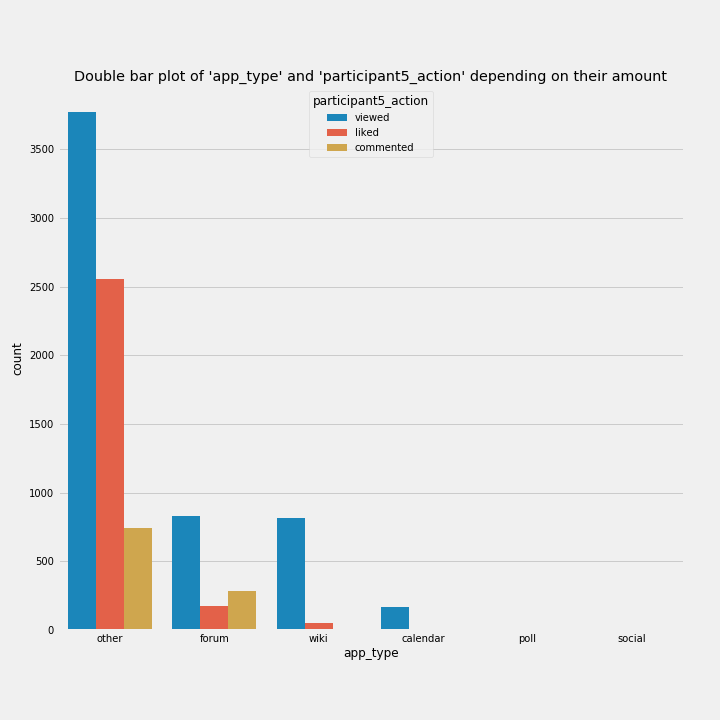 Double bar plot of 'app_type' and 'participant5_action' depending on their amount
participant5_action
viewed
liked
commented
3500
3000
2500
2000
1500
1000
500
0
count
other forum wiki calendar poll social
app_type